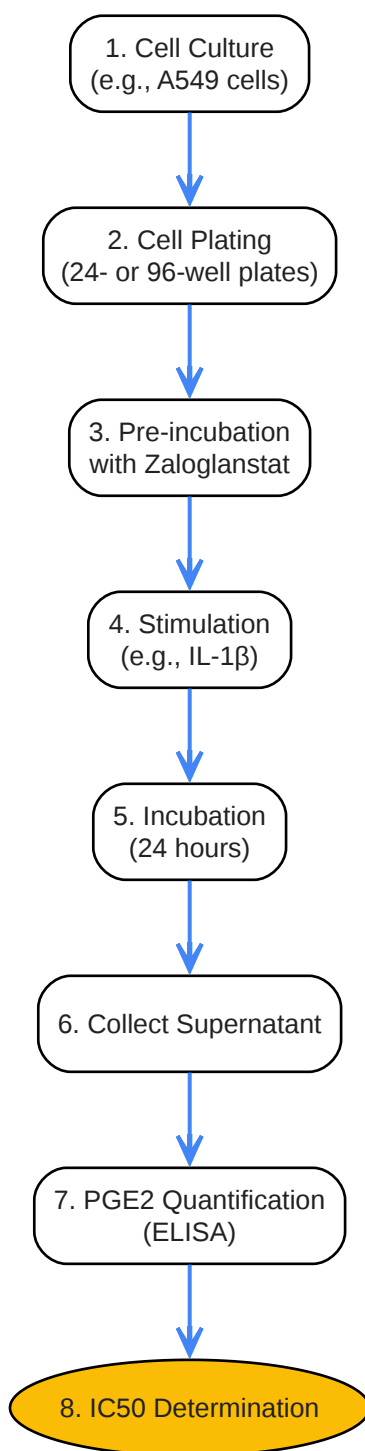 1. Cell Culture
(e.g., A549 cells)
2. Cell Plating
(24- or 96-well plates)
3. Pre-incubation
with Zaloglanstat
4. Stimulation
(e.g., IL-1β)
5. Incubation
(24 hours)
6. Collect Supernatant
7. PGE2 Quantification
(ELISA)
8. IC50 Determination